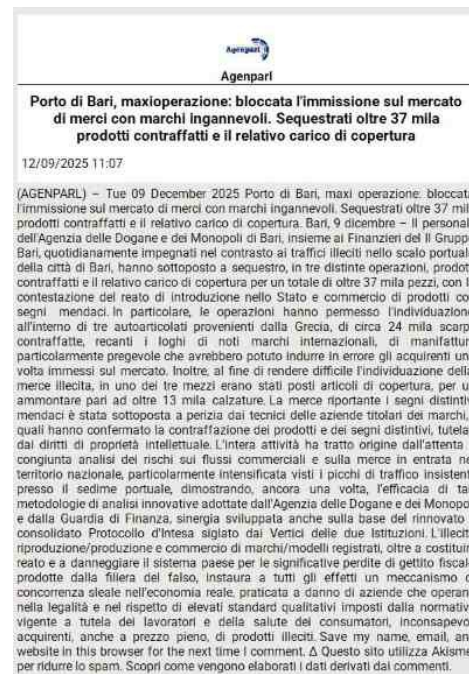 Agenparl
Agenparl
Porto di Bari, maxioperazione: bloccata l'immissione sul mercato
di merci con marchi ingannevoli. Sequestrati oltre 37 mila
prodotti contraffatti e il relativo carico di copertura
12/09/2025 11:07
(AGENPARL) – Tue 09 December 2025 Porto di Bari, maxi operazione: bloccata
l'immissione sul mercato di merci con marchi ingannevoli. Sequestrati oltre 37 mil
prodotti contraffatti e il relativo carico di copertura. Bari, 9 dicembre – Il personal
dell'Agenzia delle Dogane e dei Monopoli di Bari, insieme ai Finanzieri del II Gruppo
Bari, quotidianamente impegnati nel contrasto ai traffici illeciti nello scalo portual
della città di Bari, hanno sottoposto a sequestro, in tre distinte operazioni, prodot
contraffatti e il relativo carico di copertura per un totale di oltre 37 mila pezzi, con l
contestazione del reato di introduzione nello Stato e commercio di prodotti co
segni mendaci. In particolare, le operazioni hanno permesso l'individuazion
all'interno di tre autoarticolati provenienti dalla Grecia, di circa 24 mila scarp
contraffatte, recanti i loghi di noti marchi internazionali, di manifattur
particolarmente pregevole che avrebbero potuto indurre in errore gli acquirenti un
volta immessi sul mercato. Inoltre, al fine di rendere difficile l'individuazione della
merce illecita, in uno dei tre mezzi erano stati posti articoli di copertura, per u
ammontare pari ad oltre 13 mila calzature. La merce riportante i segni distintiv
mendaci è stata sottoposta a perizia dai tecnici delle aziende titolari dei marchi,
quali hanno confermato la contraffazione dei prodotti e dei segni distintivi, tutela
dai diritti di proprietà intellettuale. L'intera attività ha tratto origine dall'attenta
congiunta analisi dei rischi sui flussi commerciali e sulla merce in entrata ne
territorio nazionale, particolarmente intensificata visti i picchi di traffico insistent
presso il sedime portuale, dimostrando, ancora una volta, l'efficacia di tal
metodologie di analisi innovative adottate dall'Agenzia delle Dogane e dei Monopo
e dalla Guardia di Finanza, sinergia sviluppata anche sulla base del rinnovato
consolidato Protocollo d'Intesa siglato dai Vertici delle due Istituzioni. L'illecit
riproduzione/produzione e commercio di marchi/modelli registrati, oltre a costituir
reato e a danneggiare il sistema paese per le significative perdite di gettito fiscal
prodotte dalla filiera del falso, instaura a tutti gli effetti un meccanismo d
concorrenza sleale nell'economia reale, praticata a danno di aziende che operan
nella legalità e nel rispetto di elevati standard qualitativi imposti dalla normativ
vigente a tutela dei lavoratori e della salute dei consumatori, inconsapevo
acquirenti, anche a prezzo pieno, di prodotti illeciti. Save my name, email, an
website in this browser for the next time I comment. Δ Questo sito utilizza Akisme
per ridurre lo spam. Scopri come vengono elaborati i dati derivati dai commenti.